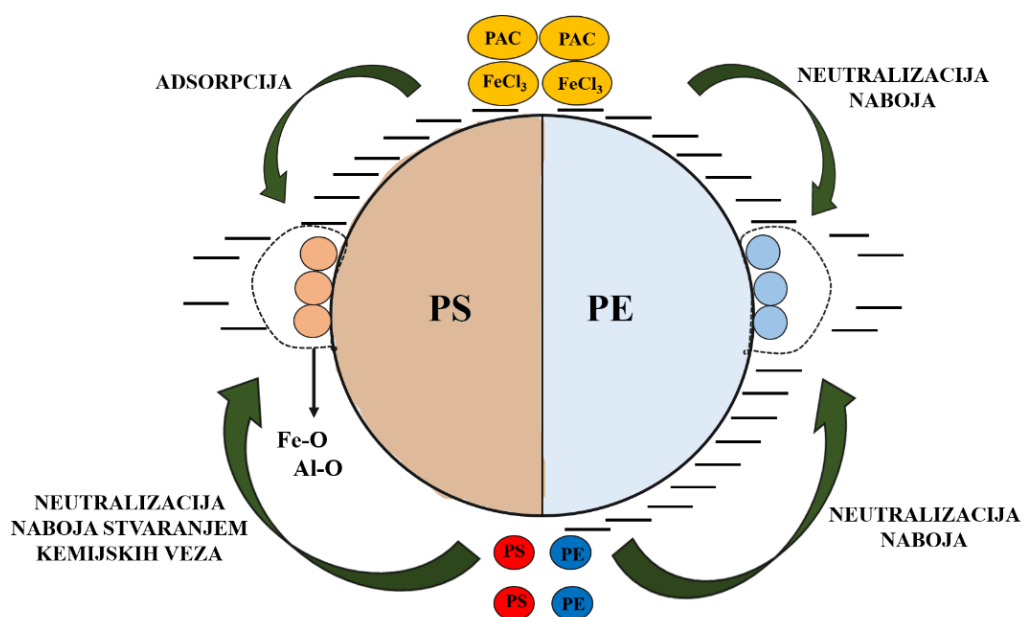 PAC PAC
FeCl₃ FeCl₃
ADSORPCIJA
NEUTRALIZACIJA
NABOJA
PS PE
Fe-O
Al-O
NEUTRALIZACIJA
NABOJA STVARANJEM
KEMIJSKIH VEZA
NEUTRALIZACIJA
NABOJA
PS PE
PS PE